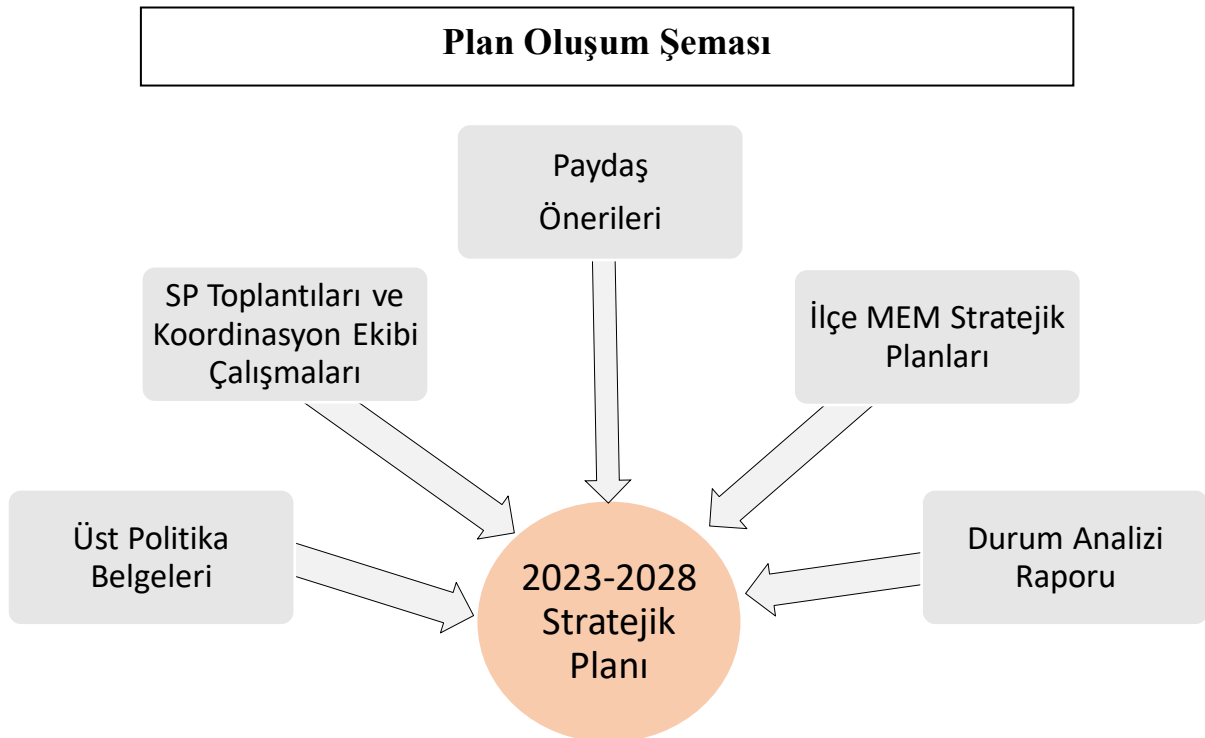 Plan Oluşum Şeması
Paydaş
Önerileri
SP Toplantıları ve
Koordinasyon Ekibi
Çalışmaları
İlçe MEM Stratejik
Planları
Üst Politika
Belgeleri
Durum Analizi
Raporu
2023-2028
Stratejik
Planı